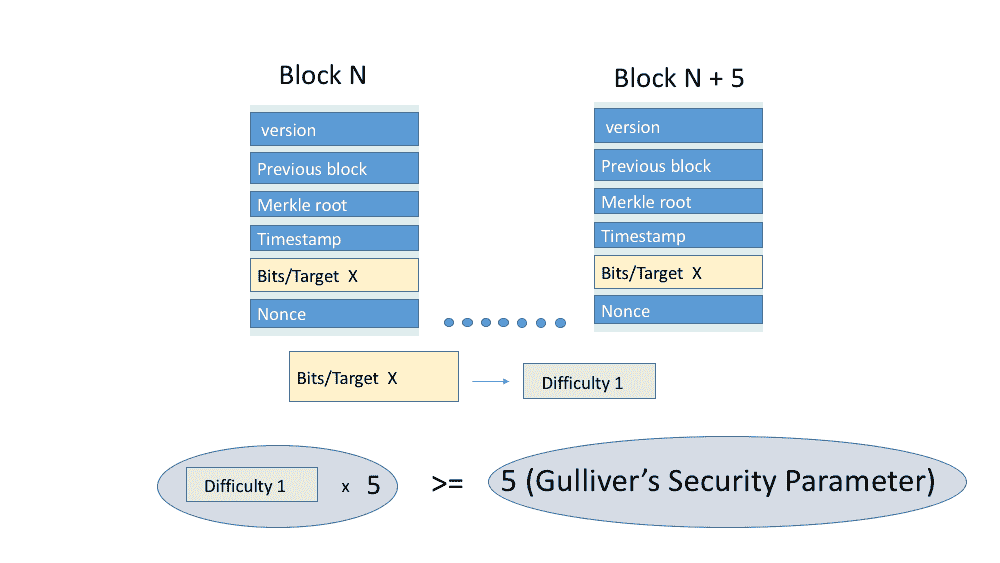 Block N
version
Previous block
Merkle root
Timestamp
Bits/Target X
Nonce
Block N + 5
version
Previous block
Merkle root
Timestamp
Bits/Target X
Nonce
Bits/Target X
Difficulty 1
Difficulty 1 x 5 >= 5 (Gulliver’s Security Parameter)